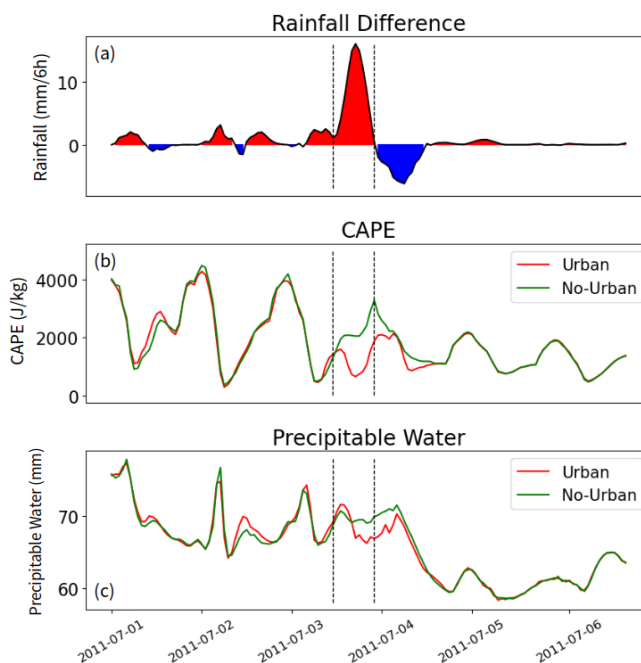 Rainfall Difference
(a)
Rainfall (mm/6h)
10
0
CAPE
(b)
CAPE (J/kg)
4000
2000
0
Urban
No-Urban
Precipitable Water
Precipitable Water (mm)
70
60
(c)
Urban
No-Urban
2011-07-01
2011-07-02
2011-07-03
2011-07-04
2011-07-05
2011-07-06